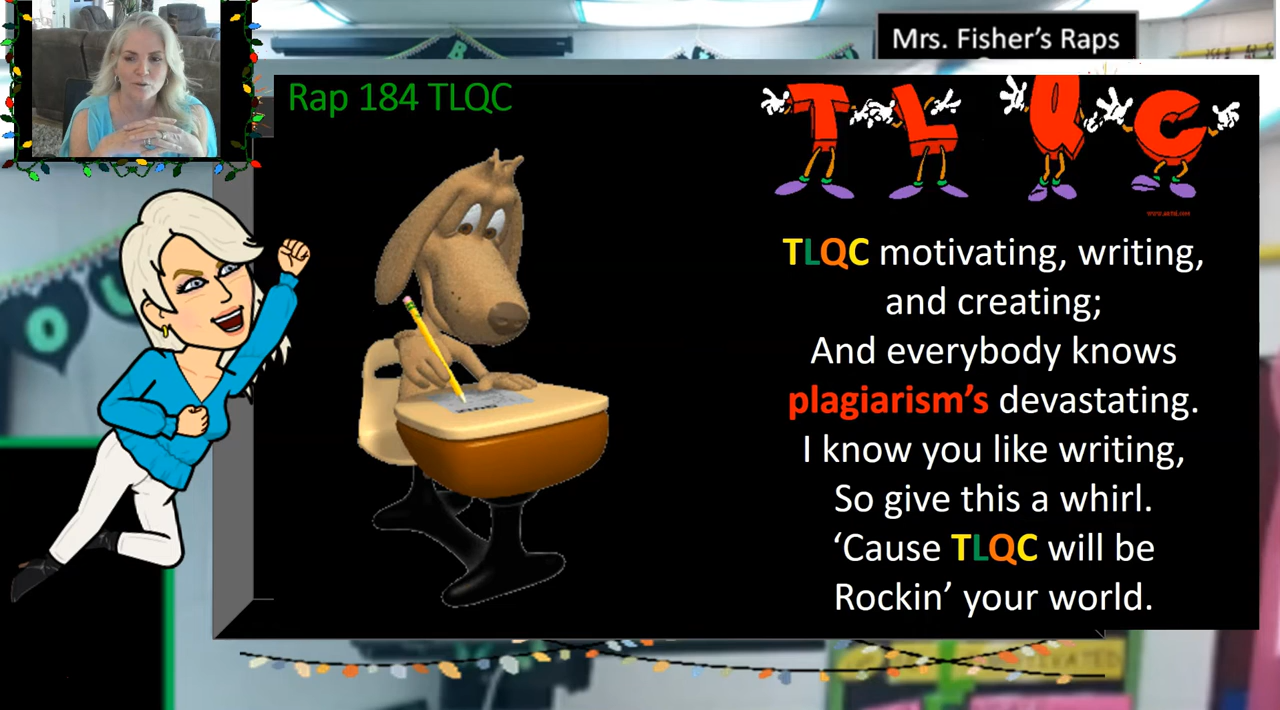 Mrs. Fisher's Raps
Rap 184 TLQC
TLQC
TLQC motivating, writing,
and creating;
And everybody knows
plagiarism's devastating.
I know you like writing,
So give this a whirl.
‘Cause TLQC will be
Rockin’ your world.